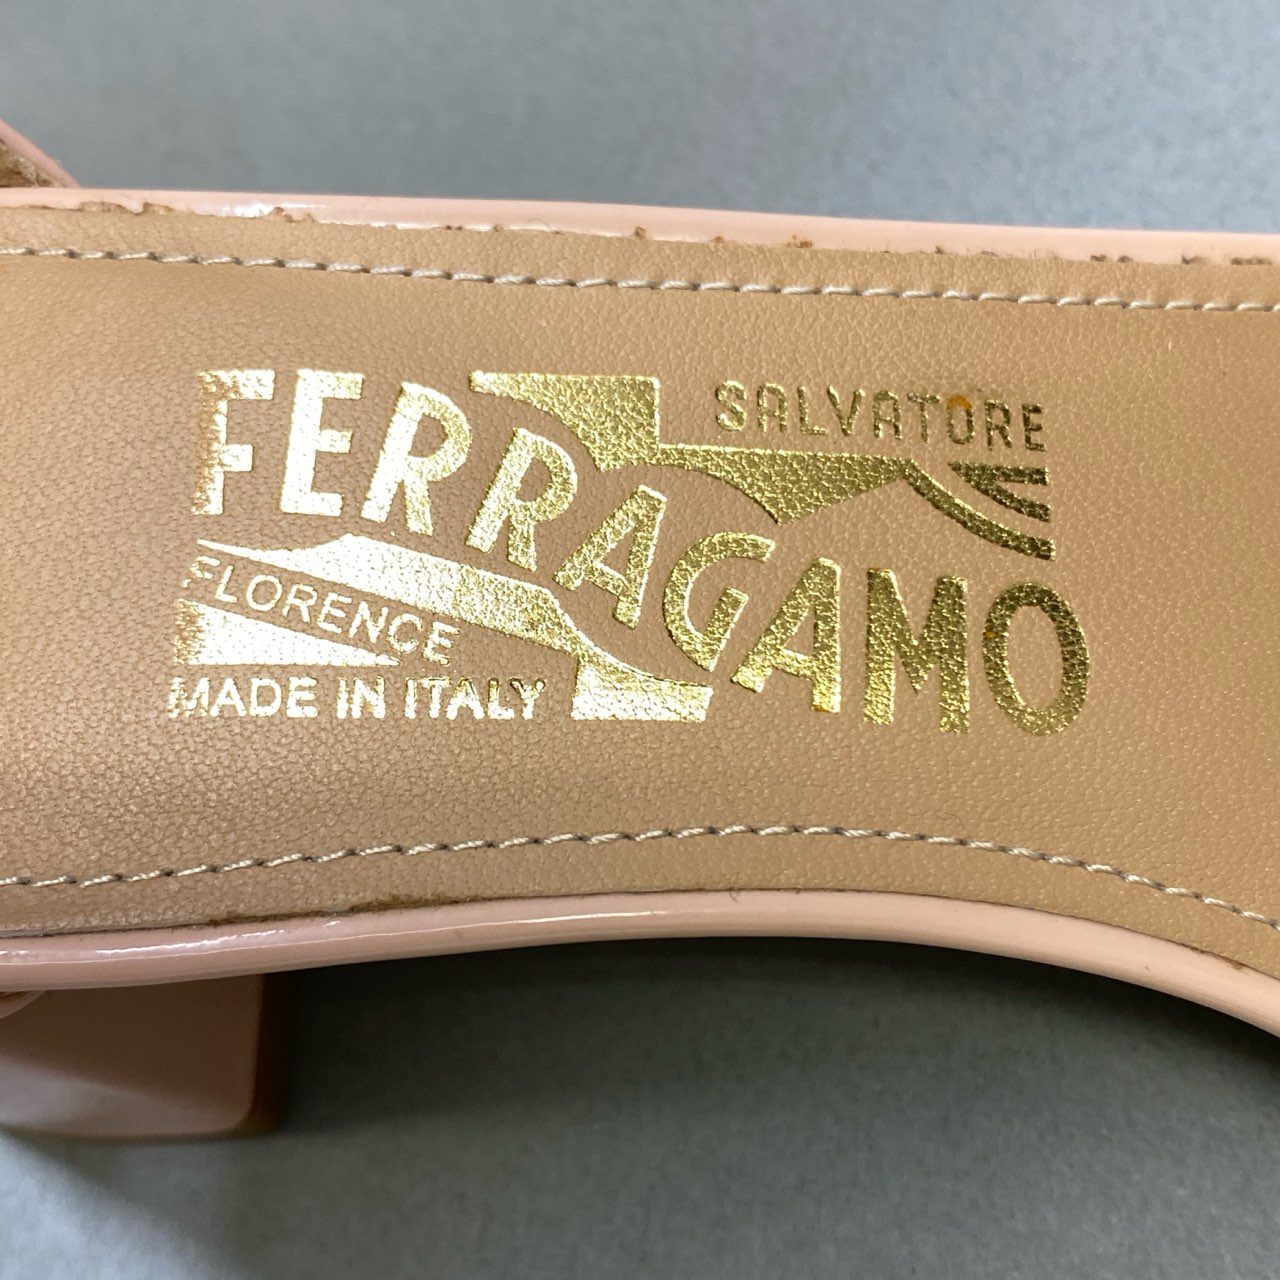 SALVATORE
FERRAGAMO
FLORENCE
MADE IN ITALY